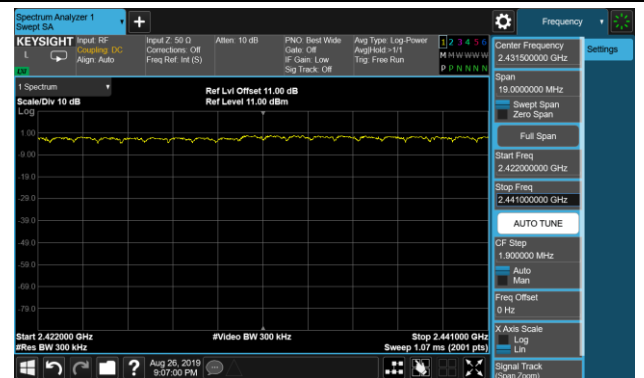 Spectrum Analyzer 1
Swept SA
Frequency
KEYSIGHT
L
LXI
Input: RF
Coupling: DC
Align: Auto
Input Z: 50 Ω
Corrections: Off
Freq Ref: Int (S)
Atten: 10 dB
PNO: Best Wide
Gate: Off
IF Gain: Low
Sig Track: Off
Avg Type: Log-Power
Avg|Hold:>1/1
Trig: Free Run
1 2 3 4 5 6
M W W W W W
P P N N N N
Center Frequency
2.431500000 GHz
Settings
Span
19.0000000 MHz
Swept Span
Zero Span
Full Span
Start Freq
2.422000000 GHz
Stop Freq
2.441000000 GHz
AUTO TUNE
CF Step
1.900000 MHz
Auto
Man
Freq Offset
0 Hz
X Axis Scale
Log
Lin
Signal Track
(Span Zoom)
1 Spectrum
Scale/Div 10 dB
Log
Ref Lvl Offset 11.00 dB
Ref Level 11.00 dBm
1.00
-9.00
-19.0
-29.0
-39.0
-49.0
-59.0
-69.0
-79.0
Start 2.422000 GHz
#Res BW 300 kHz
#Video BW 300 kHz
Stop 2.441000 GHz
Sweep 1.07 ms (2001 pts)
?
Aug 26, 2019
9:07:00 PM